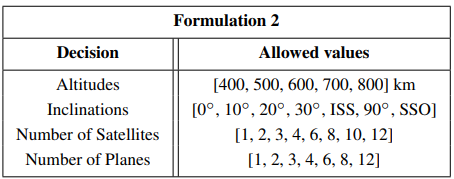 Formulation 2
Decision Allowed values
Altitudes [400, 500, 600, 700, 800] km
Inclinations [0°, 10°, 20°, 30°, ISS, 90°, SSO]
Number of Satellites [1, 2, 3, 4, 6, 8, 10, 12]
Number of Planes [1, 2, 3, 4, 6, 8, 12]